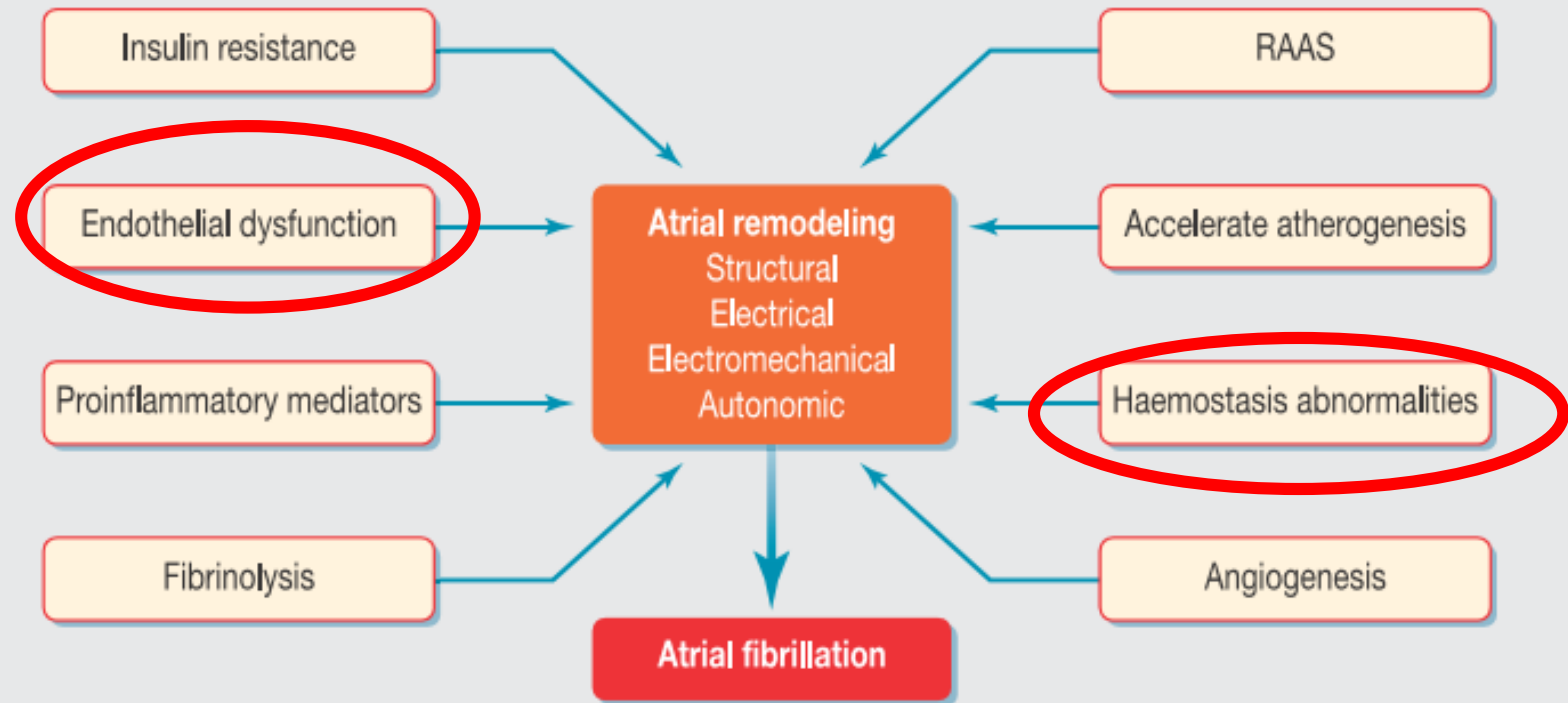 Insulin resistance
RAAS
Endothelial dysfunction
Accelerate atherogenesis
Atrial remodeling
Structural
Electrical
Electromechanical
Autonomic
Proinflammatory mediators
Haemostasis abnormalities
Fibrinolysis
Angiogenesis
Atrial fibrillation